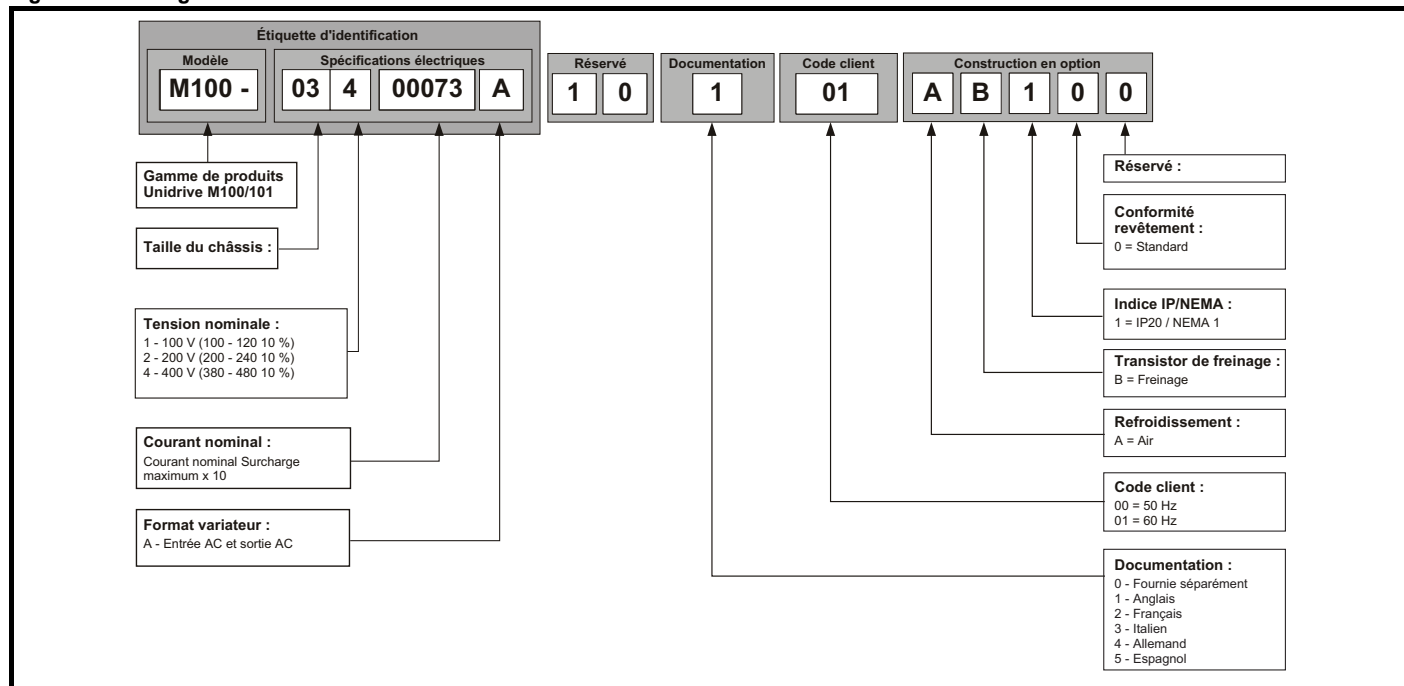 Étiquette d'identification
Modèle
Spécifications électriques
Réservé
Documentation
Code client
Construction en option
M100 - 03 4 00073 A 1 0 1 01 A B 1 0 0
Gamme de produits
Unidrive M100/101
Taille du châssis :
Tension nominale :
1 - 100 V (100 - 120 10 %)
2 - 200 V (200 - 240 10 %)
4 - 400 V (380 - 480 10 %)
Courant nominal :
Courant nominal Surcharge
maximum x 10
Format variateur :
A - Entrée AC et sortie AC
Réservé :
Conformité
revêtement :
0 = Standard
Indice IP/NEMA :
1 = IP20 / NEMA 1
Transistor de freinage :
B = Freinage
Refroidissement :
A = Air
Code client :
00 = 50 Hz
01 = 60 Hz
Documentation :
0 - Fournie séparément
1 - Anglais
2 - Français
3 - Italien
4 - Allemand
5 - Espagnol